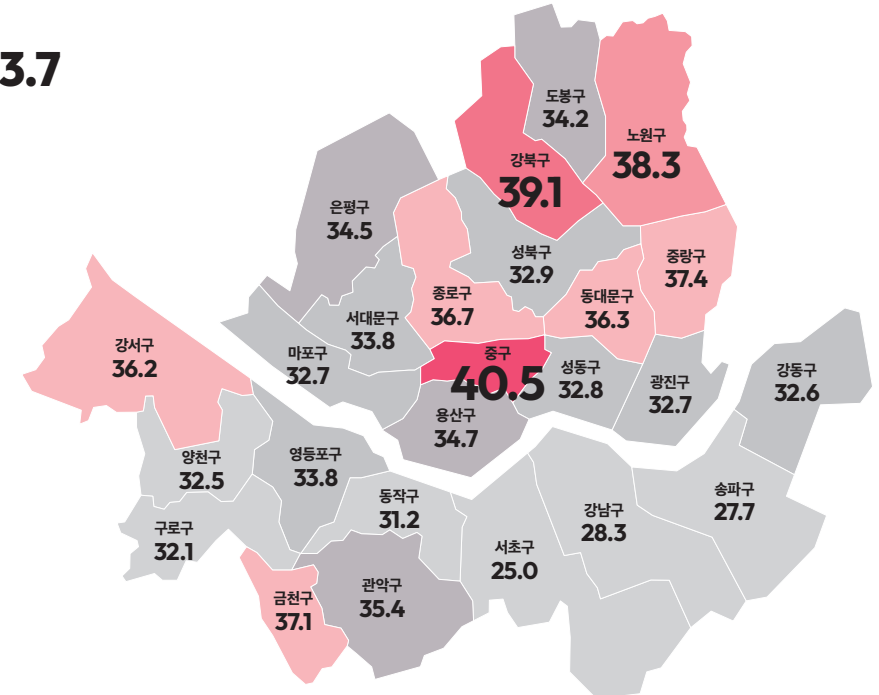 3.7
도봉구
34.2
노원구
38.3
강북구
39.1
은평구
34.5
성북구
32.9
중랑구
37.4
종로구
36.7
동대문구
36.3
서대문구
33.8
강서구
36.2
마포구
32.7
중구
40.5
성동구
32.8
광진구
32.7
강동구
32.6
용산구
34.7
양천구
32.5
영등포구
33.8
동작구
31.2
송파구
27.7
강남구
28.3
구로구
32.1
서초구
25.0
관악구
35.4
금천구
37.1